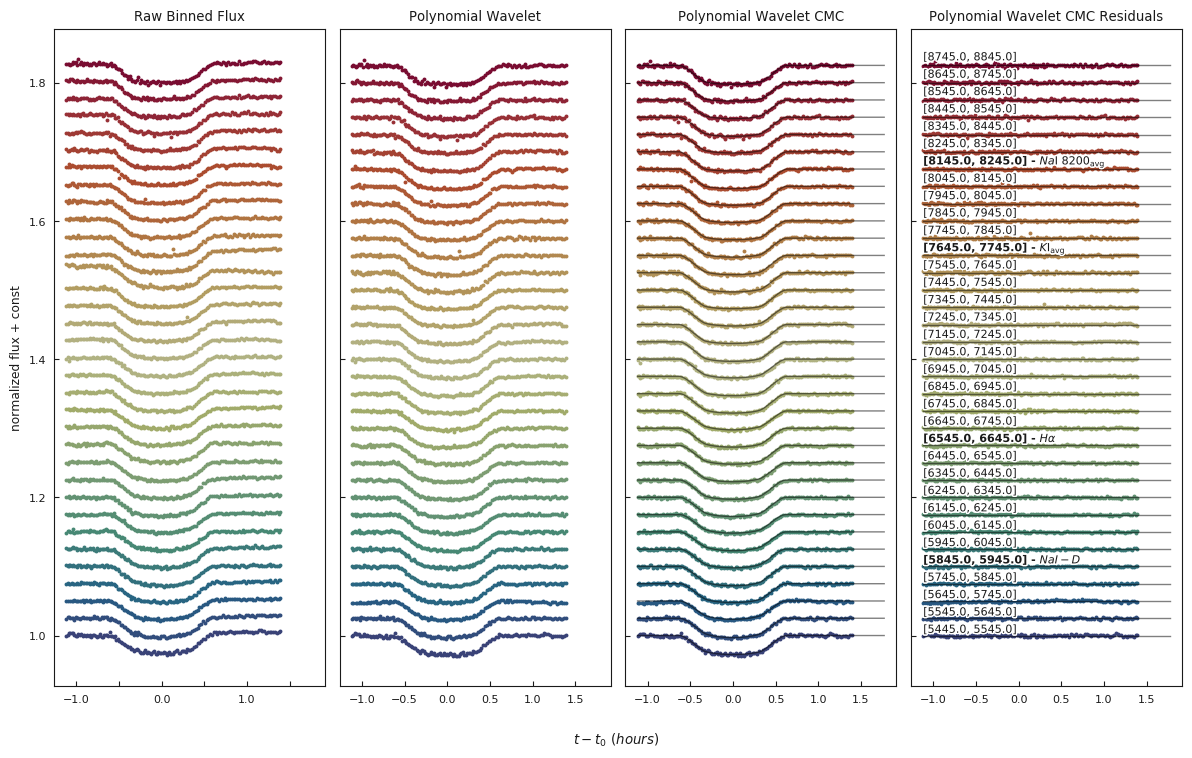 Raw Binned Flux
Polynomial Wavelet
Polynomial Wavelet CMC
Polynomial Wavelet CMC Residuals
normalized flux + const
1.8
1.6
1.4
1.2
1.0
[8745.0, 8845.0]
[8645.0, 8745.0]
[8545.0, 8645.0]
[8445.0, 8545.0]
[8345.0, 8445.0]
[8245.0, 8345.0]
[8145.0, 8245.0] - NaI 8200avg
[8045.0, 8145.0]
[7945.0, 8045.0]
[7845.0, 7945.0]
[7745.0, 7845.0]
[7645.0, 7745.0] - KIavg
[7545.0, 7645.0]
[7445.0, 7545.0]
[7345.0, 7445.0]
[7245.0, 7345.0]
[7145.0, 7245.0]
[7045.0, 7145.0]
[6945.0, 7045.0]
[6845.0, 6945.0]
[6745.0, 6845.0]
[6645.0, 6745.0]
[6545.0, 6645.0] - Hα
[6445.0, 6545.0]
[6345.0, 6445.0]
[6245.0, 6345.0]
[6145.0, 6245.0]
[6045.0, 6145.0]
[5945.0, 6045.0]
[5845.0, 5945.0] - NaI − D
[5745.0, 5845.0]
[5645.0, 5745.0]
[5545.0, 5645.0]
[5445.0, 5545.0]
−1.0 0.0 1.0
−1.0 −0.5 0.0 0.5 1.0 1.5
−1.0 −0.5 0.0 0.5 1.0 1.5
−1.0 −0.5 0.0 0.5 1.0 1.5
t − t0 (hours)